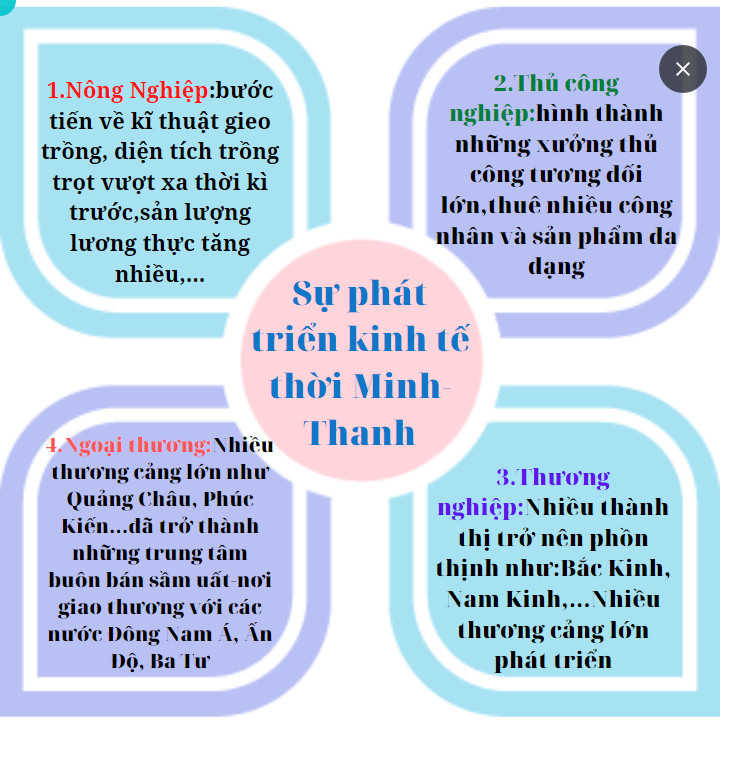 1.Nông Nghiệp:bước
tiến về kĩ thuật gieo
trồng, diện tích trồng
trọt vượt xa thời kì
trước,sản lượng
lương thực tăng
nhiều,...
2.Thủ công
nghiệp:hình thành
những xưởng thủ
công tương đối
lớn,thuê nhiều công
nhân và sản phẩm đa
dạng
Sự phát
triển kinh tế
thời Minh-
Thanh
4.Ngoại thương:Nhiều
thương cảng lớn như
Quảng Châu, Phúc
Kiến...đã trở thành
những trung tâm
buôn bán sầm uất-nơi
giao thương với các
nước Đông Nam Á, Ấn
Độ, Ba Tư
3.Thương
nghiệp:Nhiều thành
thị trở nên phồn
thịnh như:Bắc Kinh,
Nam Kinh,...Nhiều
thương cảng lớn
phát triển